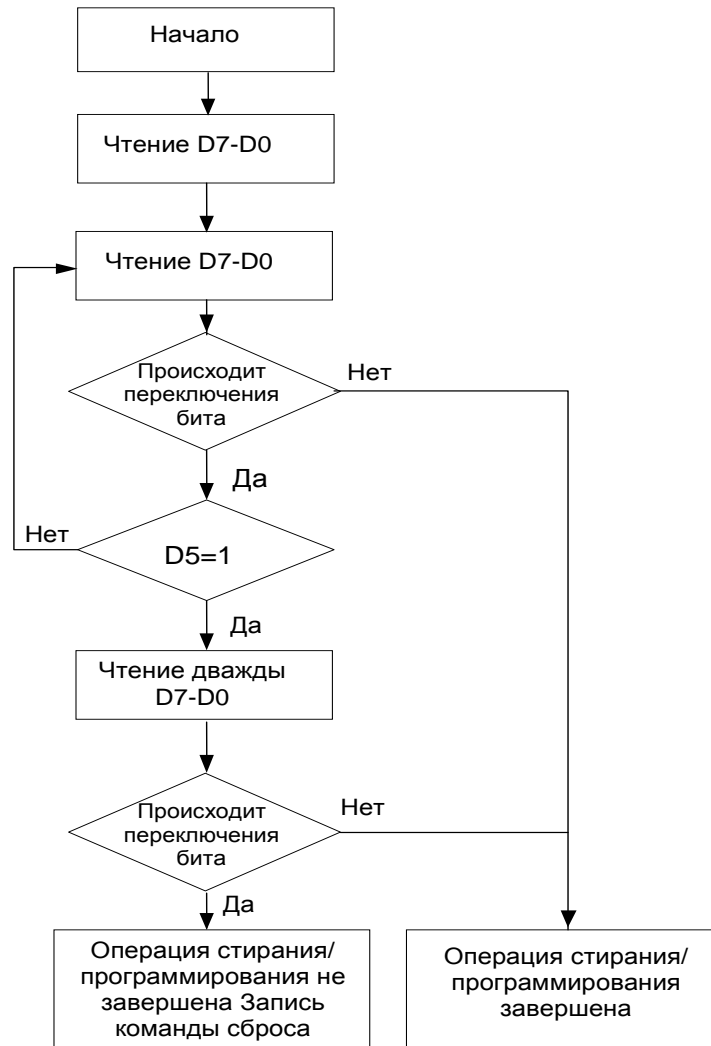 Начало
Чтение D7-D0
Чтение D7-D0
Происходит
переключения
бита
Нет
Да
Нет
D5=1
Да
Чтение дважды
D7-D0
Происходит
переключения
бита
Нет
Да
Операция стирания/
программирования не
завершена Запись
команды сброса
Операция стирания/
программирования
завершена